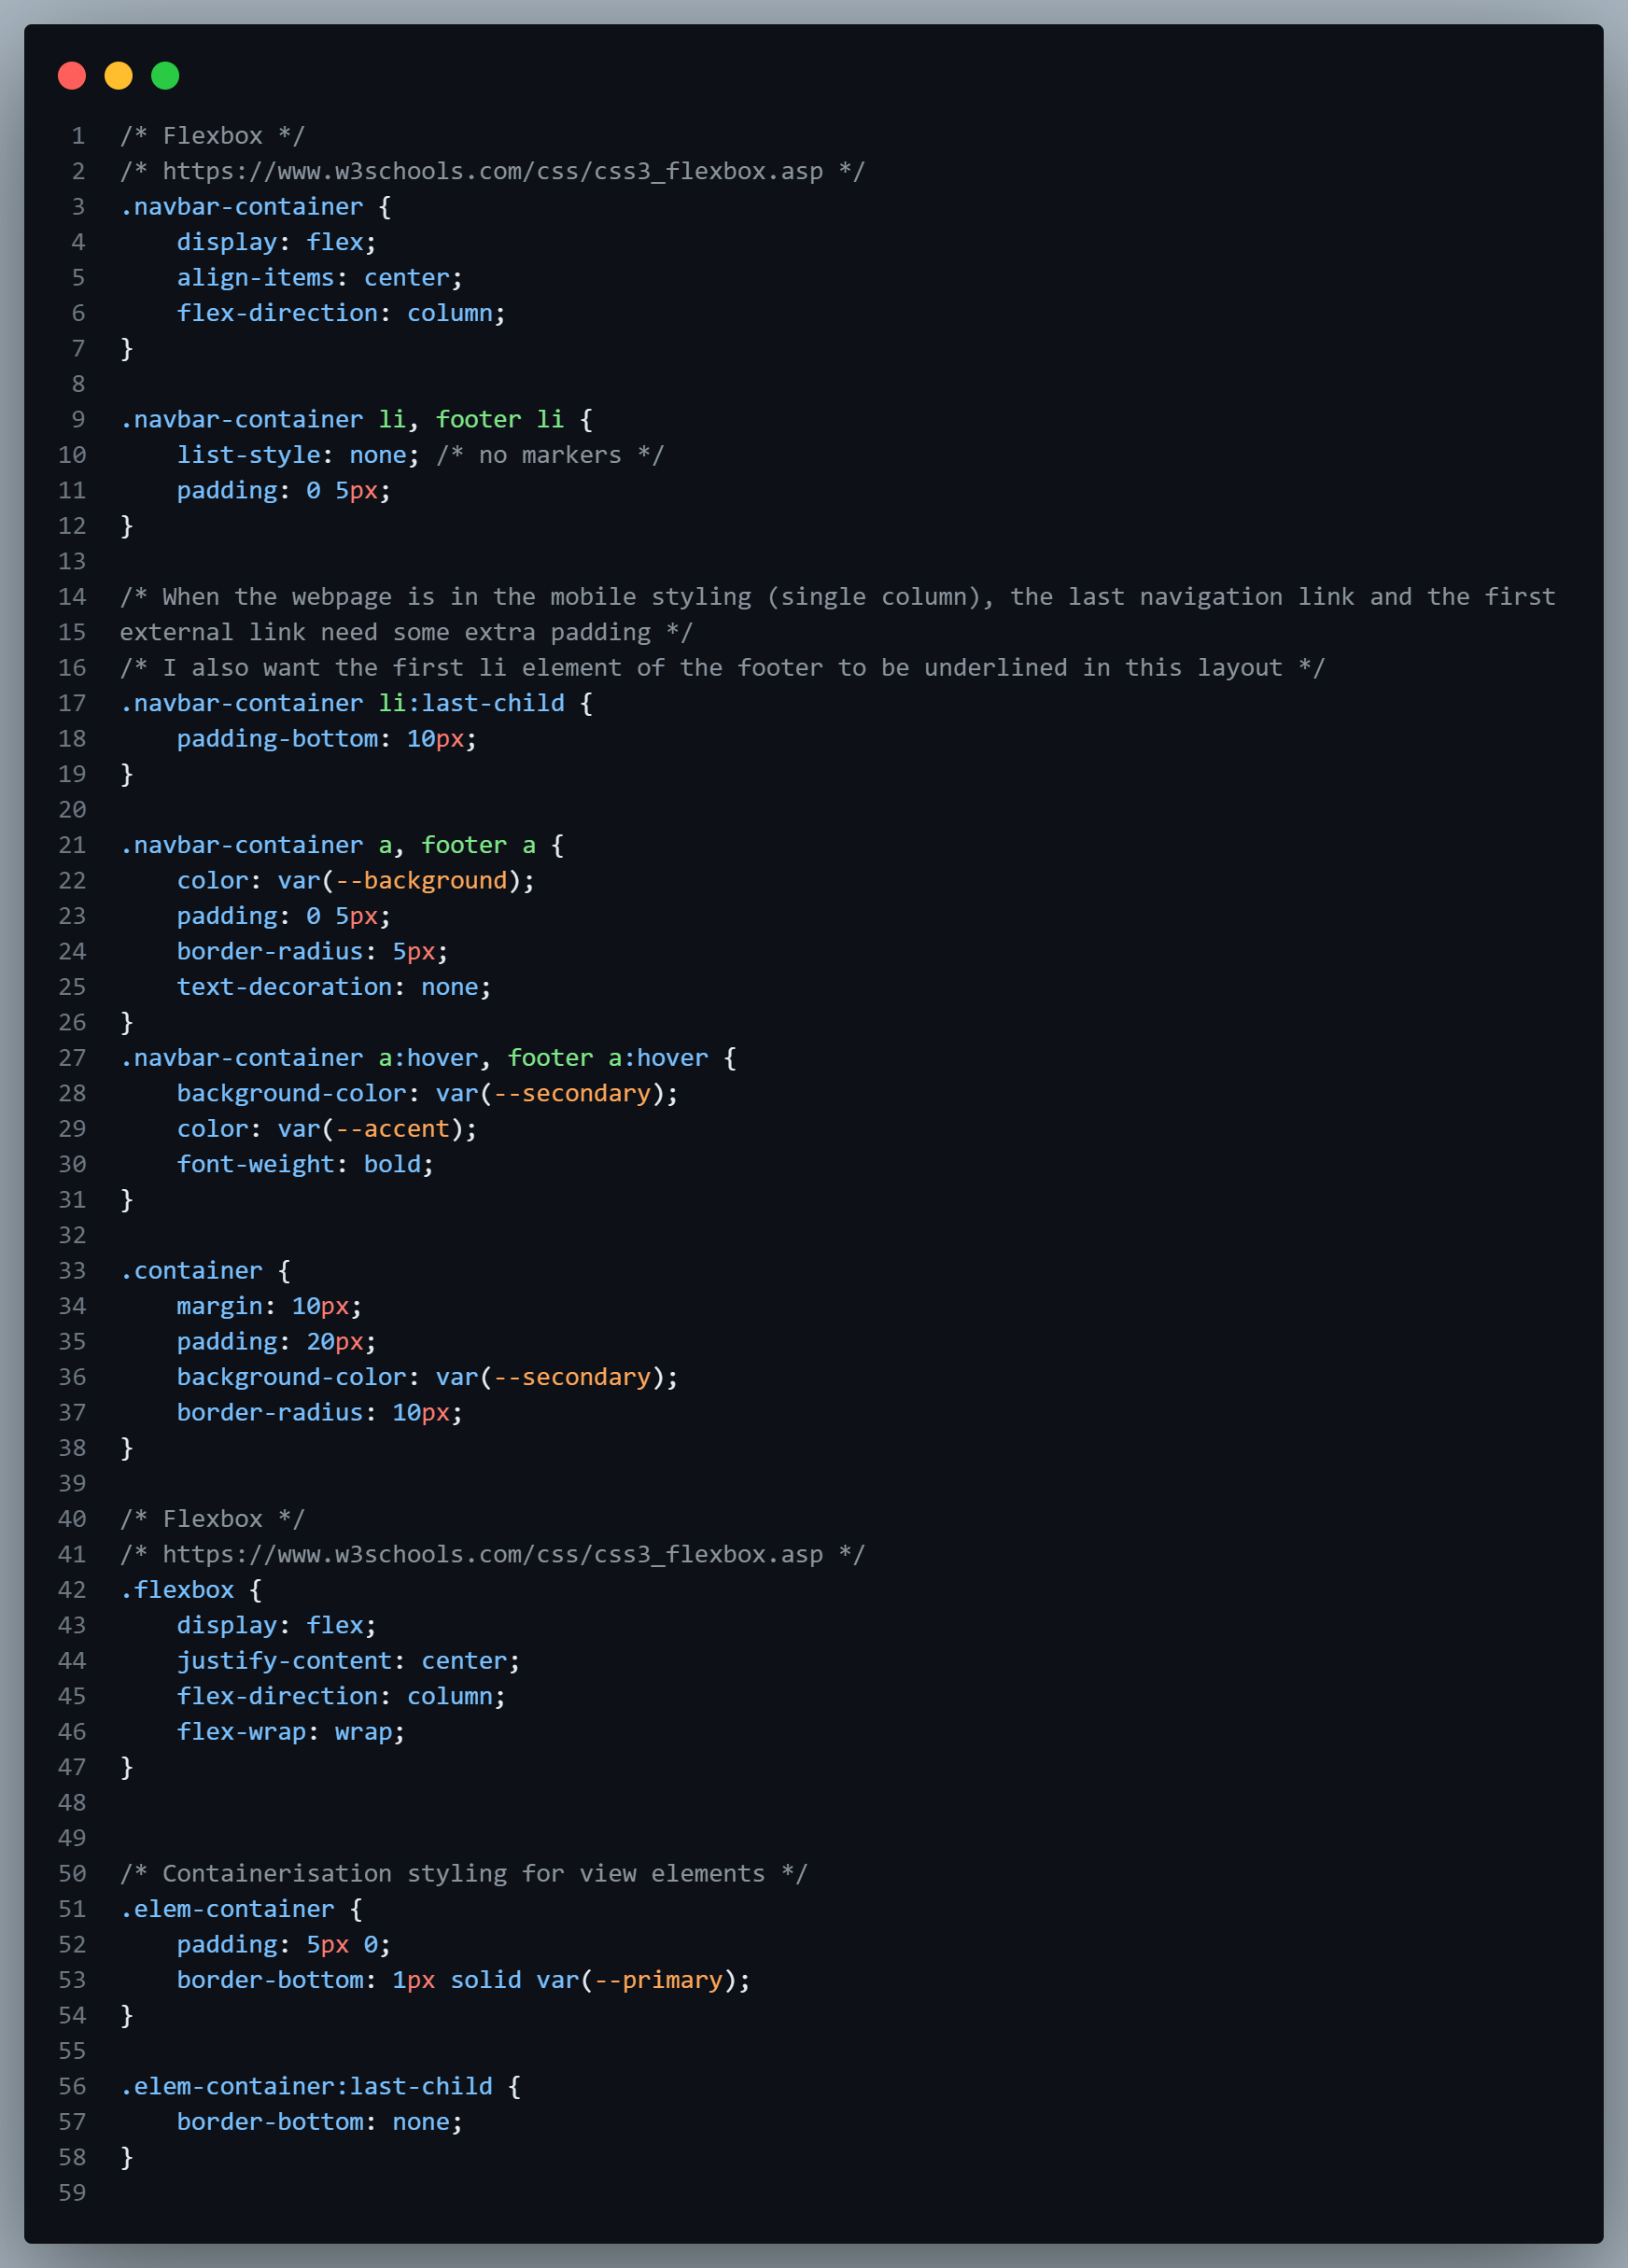 1 /* Flexbox */
2 /* https://www.w3schools.com/css/css3_flexbox.asp */
3 .navbar-container {
4     display: flex;
5     align-items: center;
6     flex-direction: column;
7 }
8
9 .navbar-container li, footer li {
10     list-style: none; /* no markers */
11     padding: 0 5px;
12 }
13
14 /* When the webpage is in the mobile styling (single column), the last navigation link and the first
15 external link need some extra padding */
16 /* I also want the first li element of the footer to be underlined in this layout */
17 .navbar-container li:last-child {
18     padding-bottom: 10px;
19 }
20
21 .navbar-container a, footer a {
22     color: var(--background);
23     padding: 0 5px;
24     border-radius: 5px;
25     text-decoration: none;
26 }
27 .navbar-container a:hover, footer a:hover {
28     background-color: var(--secondary);
29     color: var(--accent);
30     font-weight: bold;
31 }
32
33 .container {
34     margin: 10px;
35     padding: 20px;
36     background-color: var(--secondary);
37     border-radius: 10px;
38 }
39
40 /* Flexbox */
41 /* https://www.w3schools.com/css/css3_flexbox.asp */
42 .flexbox {
43     display: flex;
44     justify-content: center;
45     flex-direction: column;
46     flex-wrap: wrap;
47 }
48
49
50 /* Containerisation styling for view elements */
51 .elem-container {
52     padding: 5px 0;
53     border-bottom: 1px solid var(--primary);
54 }
55
56 .elem-container:last-child {
57     border-bottom: none;
58 }
59